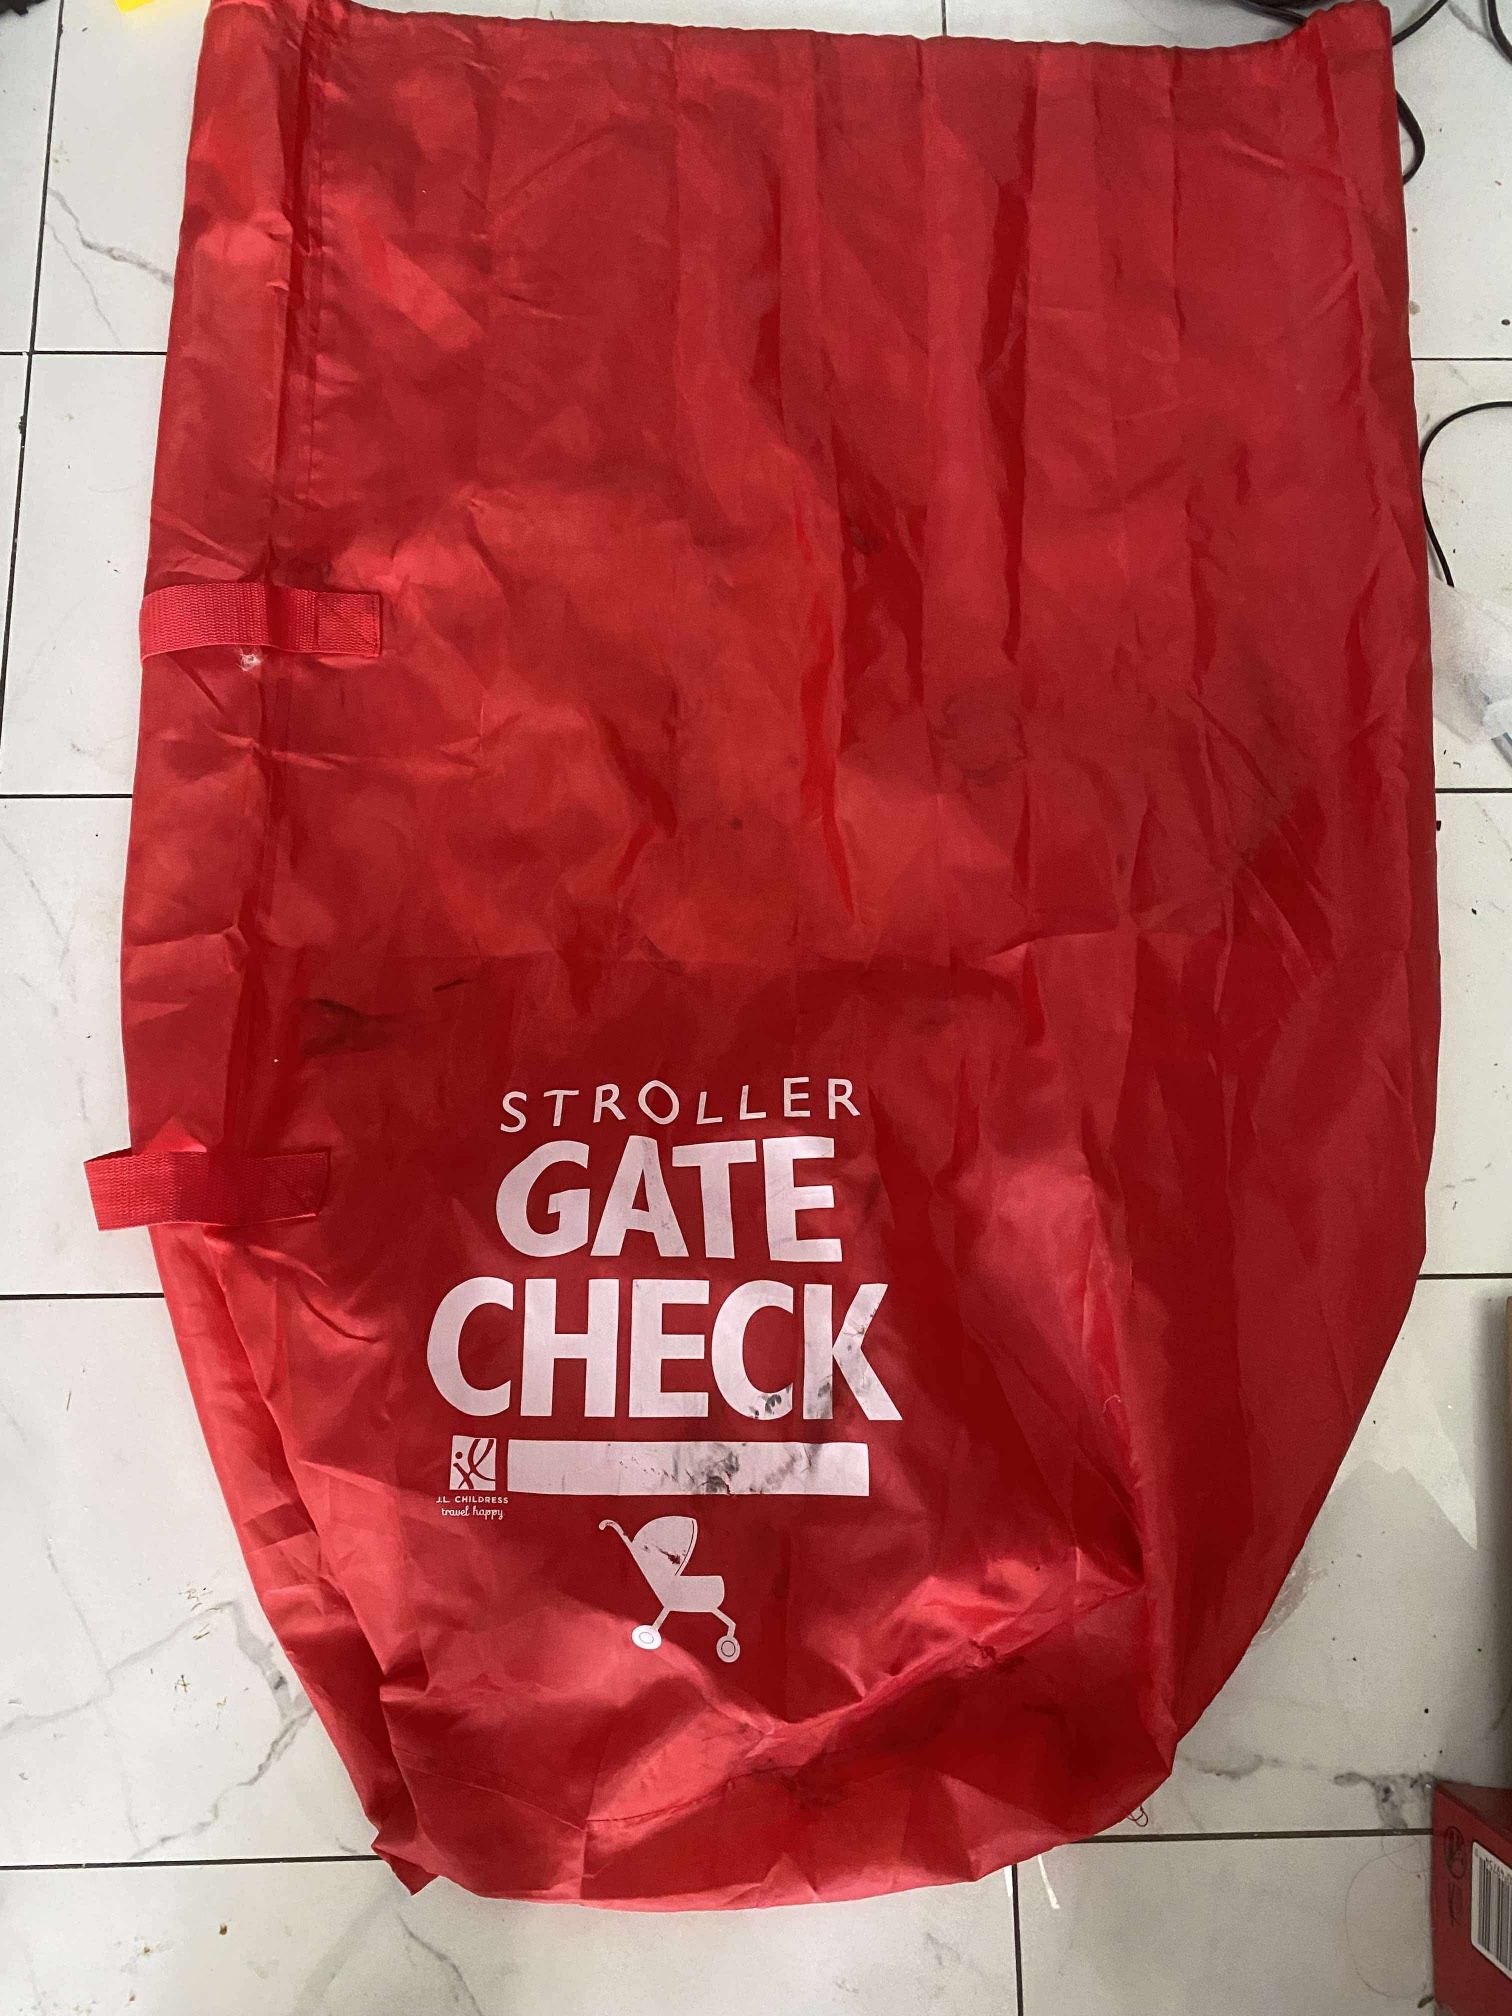 STROLLER
GATE
CHECK
J.L. CHILDRESS
travel happy